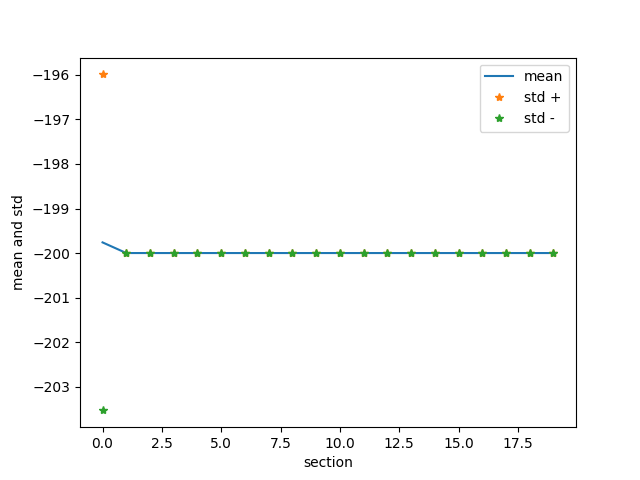 mean
std +
std -
−196
−197
−198
−199
−200
−201
−202
−203
mean and std
0.0 2.5 5.0 7.5 10.0 12.5 15.0 17.5
section